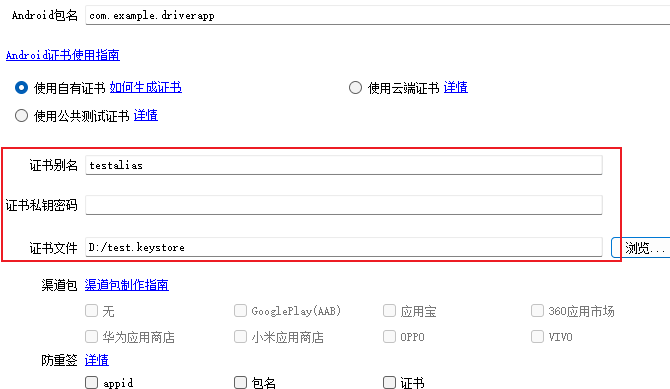 Android包名 com.example.driverapp
Android证书使用指南
使用自有证书 如何生成证书 使用云端证书 详情
使用公共测试证书 详情
证书别名 testalias
证书私钥密码
证书文件 D:/test.keystore 浏览...
渠道包 渠道包制作指南
无 GooglePlay(AAB) 应用宝 360应用市场
华为应用商店 小米应用商店 OPPO VIVO
防重签 详情
appid 包名 证书